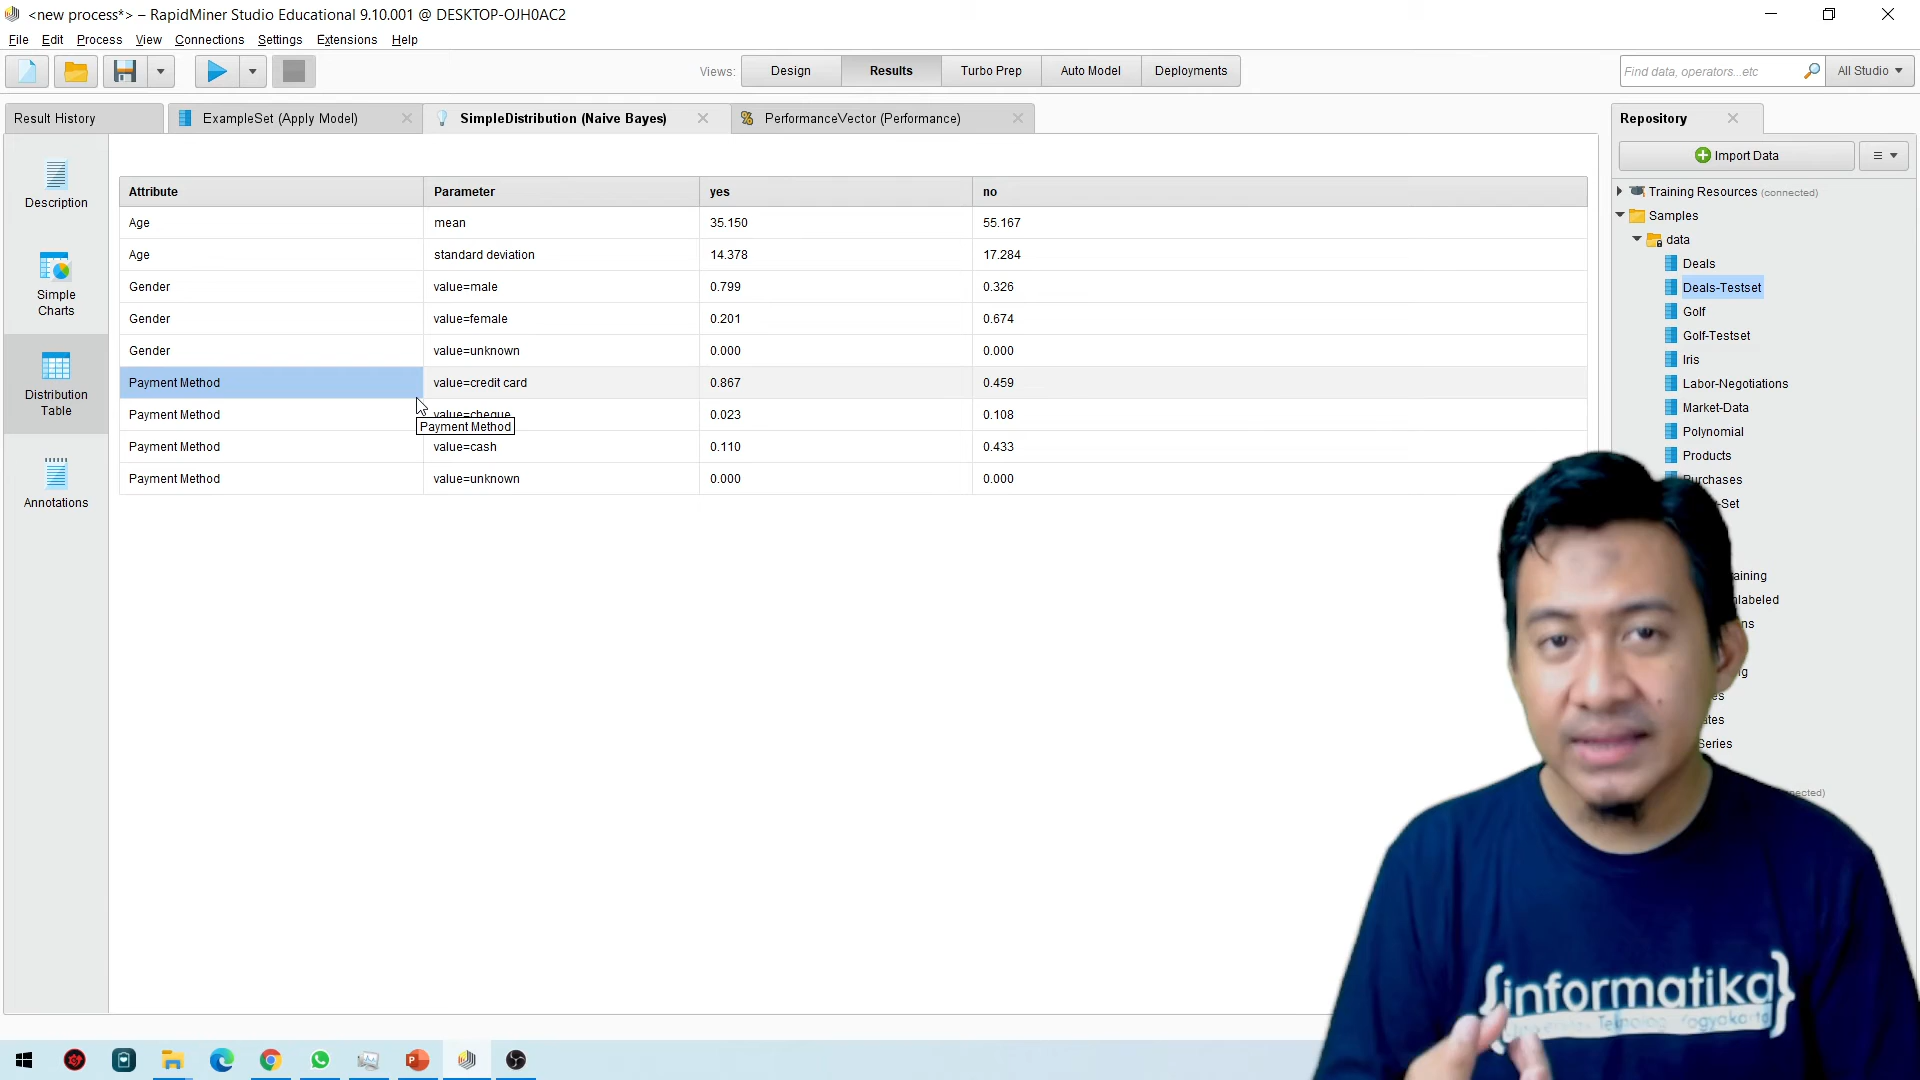 <new process*> – RapidMiner Studio Educational 9.10.001 @ DESKTOP-OJH0AC2
File Edit Process View Connections Settings Extensions Help
Views: Design Results Turbo Prep Auto Model Deployments
Find data, operators...etc
All Studio
Result History
ExampleSet (Apply Model)
SimpleDistribution (Naive Bayes)
PerformanceVector (Performance)
Repository
Description
Simple
Charts
Distribution
Table
Annotations
Attribute Parameter yes no
Age mean 35.150 55.167
Age standard deviation 14.378 17.284
Gender value=male 0.799 0.326
Gender value=female 0.201 0.674
Gender value=unknown 0.000 0.000
Payment Method value=credit card 0.867 0.459
Payment Method value=cheque 0.023 0.108
Payment Method
Payment Method value=cash 0.110 0.433
Payment Method value=unknown 0.000 0.000
Import Data
Training Resources (connected)
Samples
data
Deals
Deals-Testset
Golf
Golf-Testset
Iris
Labor-Negotiations
Market-Data
Polynomial
Products
Purchases
-Set
{informatika}
Universitas Teknologi Yogyakarta